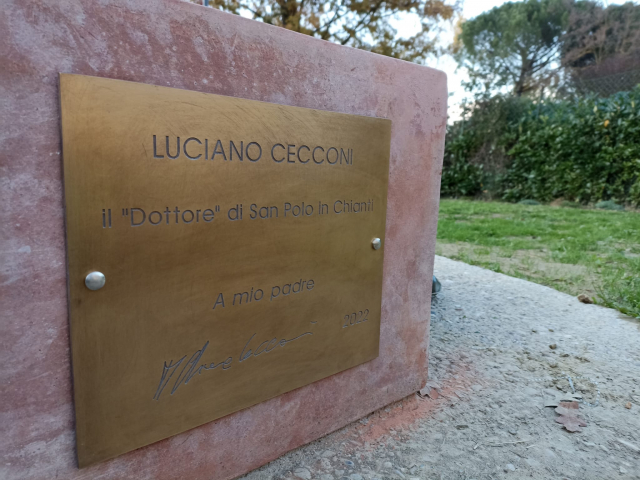 LUCIANO CECCONI
il "Dottore" di San Polo in Chianti
A mio padre
2022